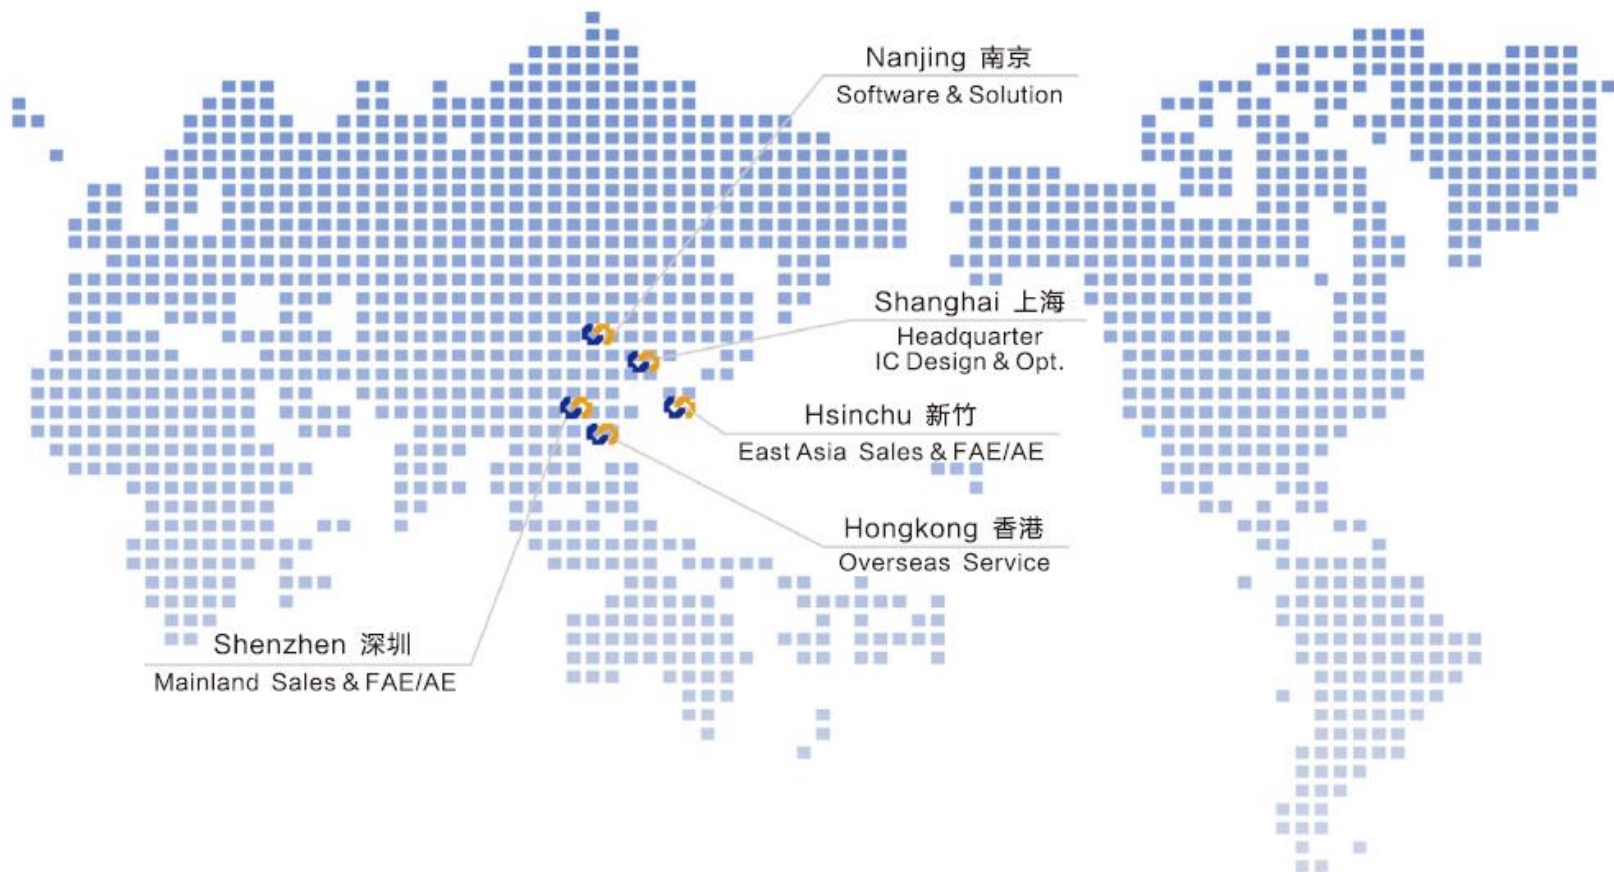 Nanjing 南京
Software & Solution
Shanghai 上海
Headquarter
IC Design & Opt.
Hsinchu 新竹
East Asia Sales & FAE/AE
Hongkong 香港
Overseas Service
Shenzhen 深圳
Mainland Sales & FAE/AE